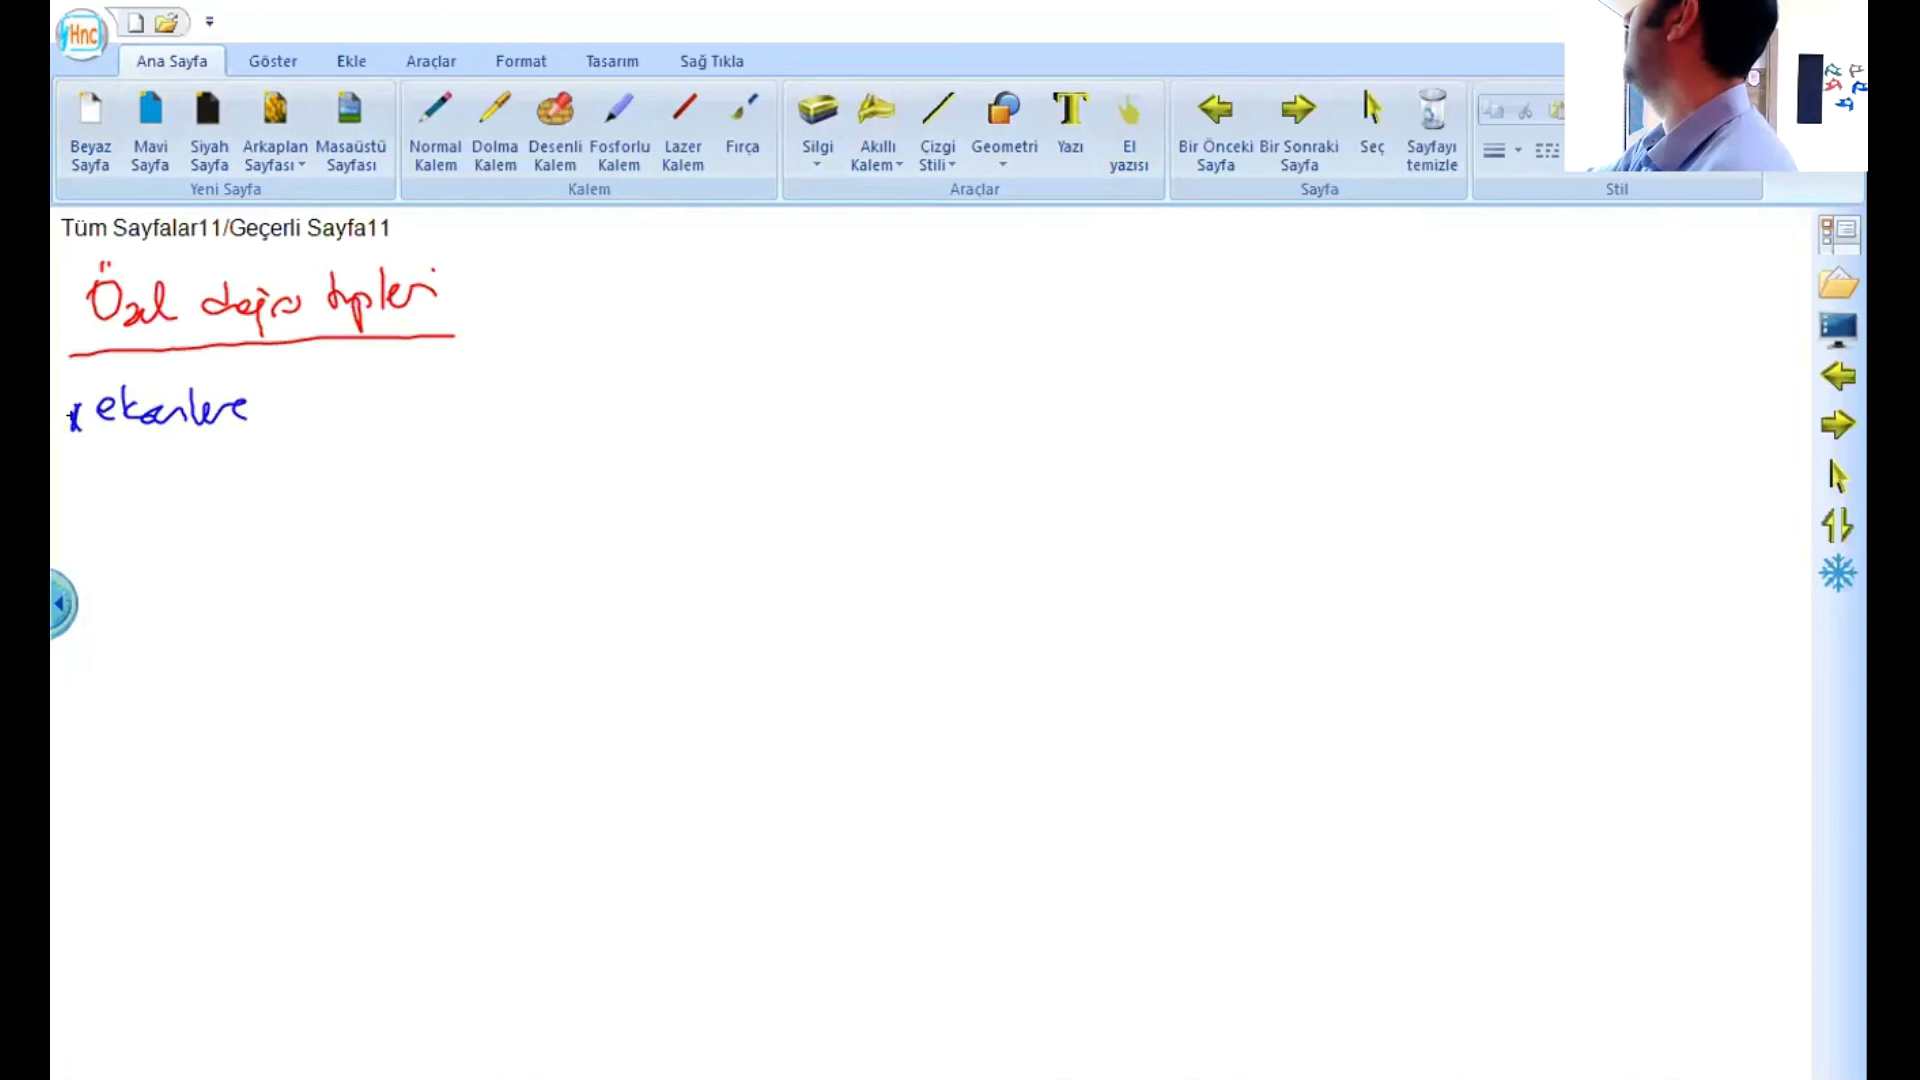 Hnc
Ana Sayfa Göster Ekle Araçlar Format Tasarım Sağ Tıkla
Beyaz Sayfa
Mavi Sayfa
Siyah Sayfa
Arkaplan Sayfası
Masaüstü Sayfası
Yeni Sayfa
Normal Kalem
Dolma Kalem
Desenli Kalem
Fosforlu Kalem
Lazer Kalem
Fırça
Kalem
Silgi
Akıllı Kalem
Çizgi Stili
Geometri
Yazı
El yazısı
Araçlar
Bir Önceki Sayfa
Bir Sonraki Sayfa
Seç
Sayfayı temizle
Sayfa
Stil
Tüm Sayfalar11/Geçerli Sayfa11
Özel doğru tipleri
* eksenlere